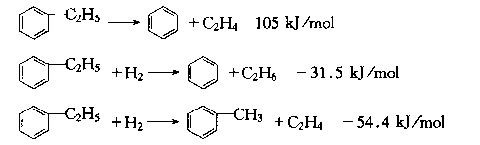 C₂H₅ ⟶ + C₂H₄ 105 kJ/mol
C₂H₅ + H₂ ⟶ + C₂H₆ −31.5 kJ/mol
C₂H₅ + H₂ ⟶ CH₃ + C₂H₄ −54.4 kJ/mol